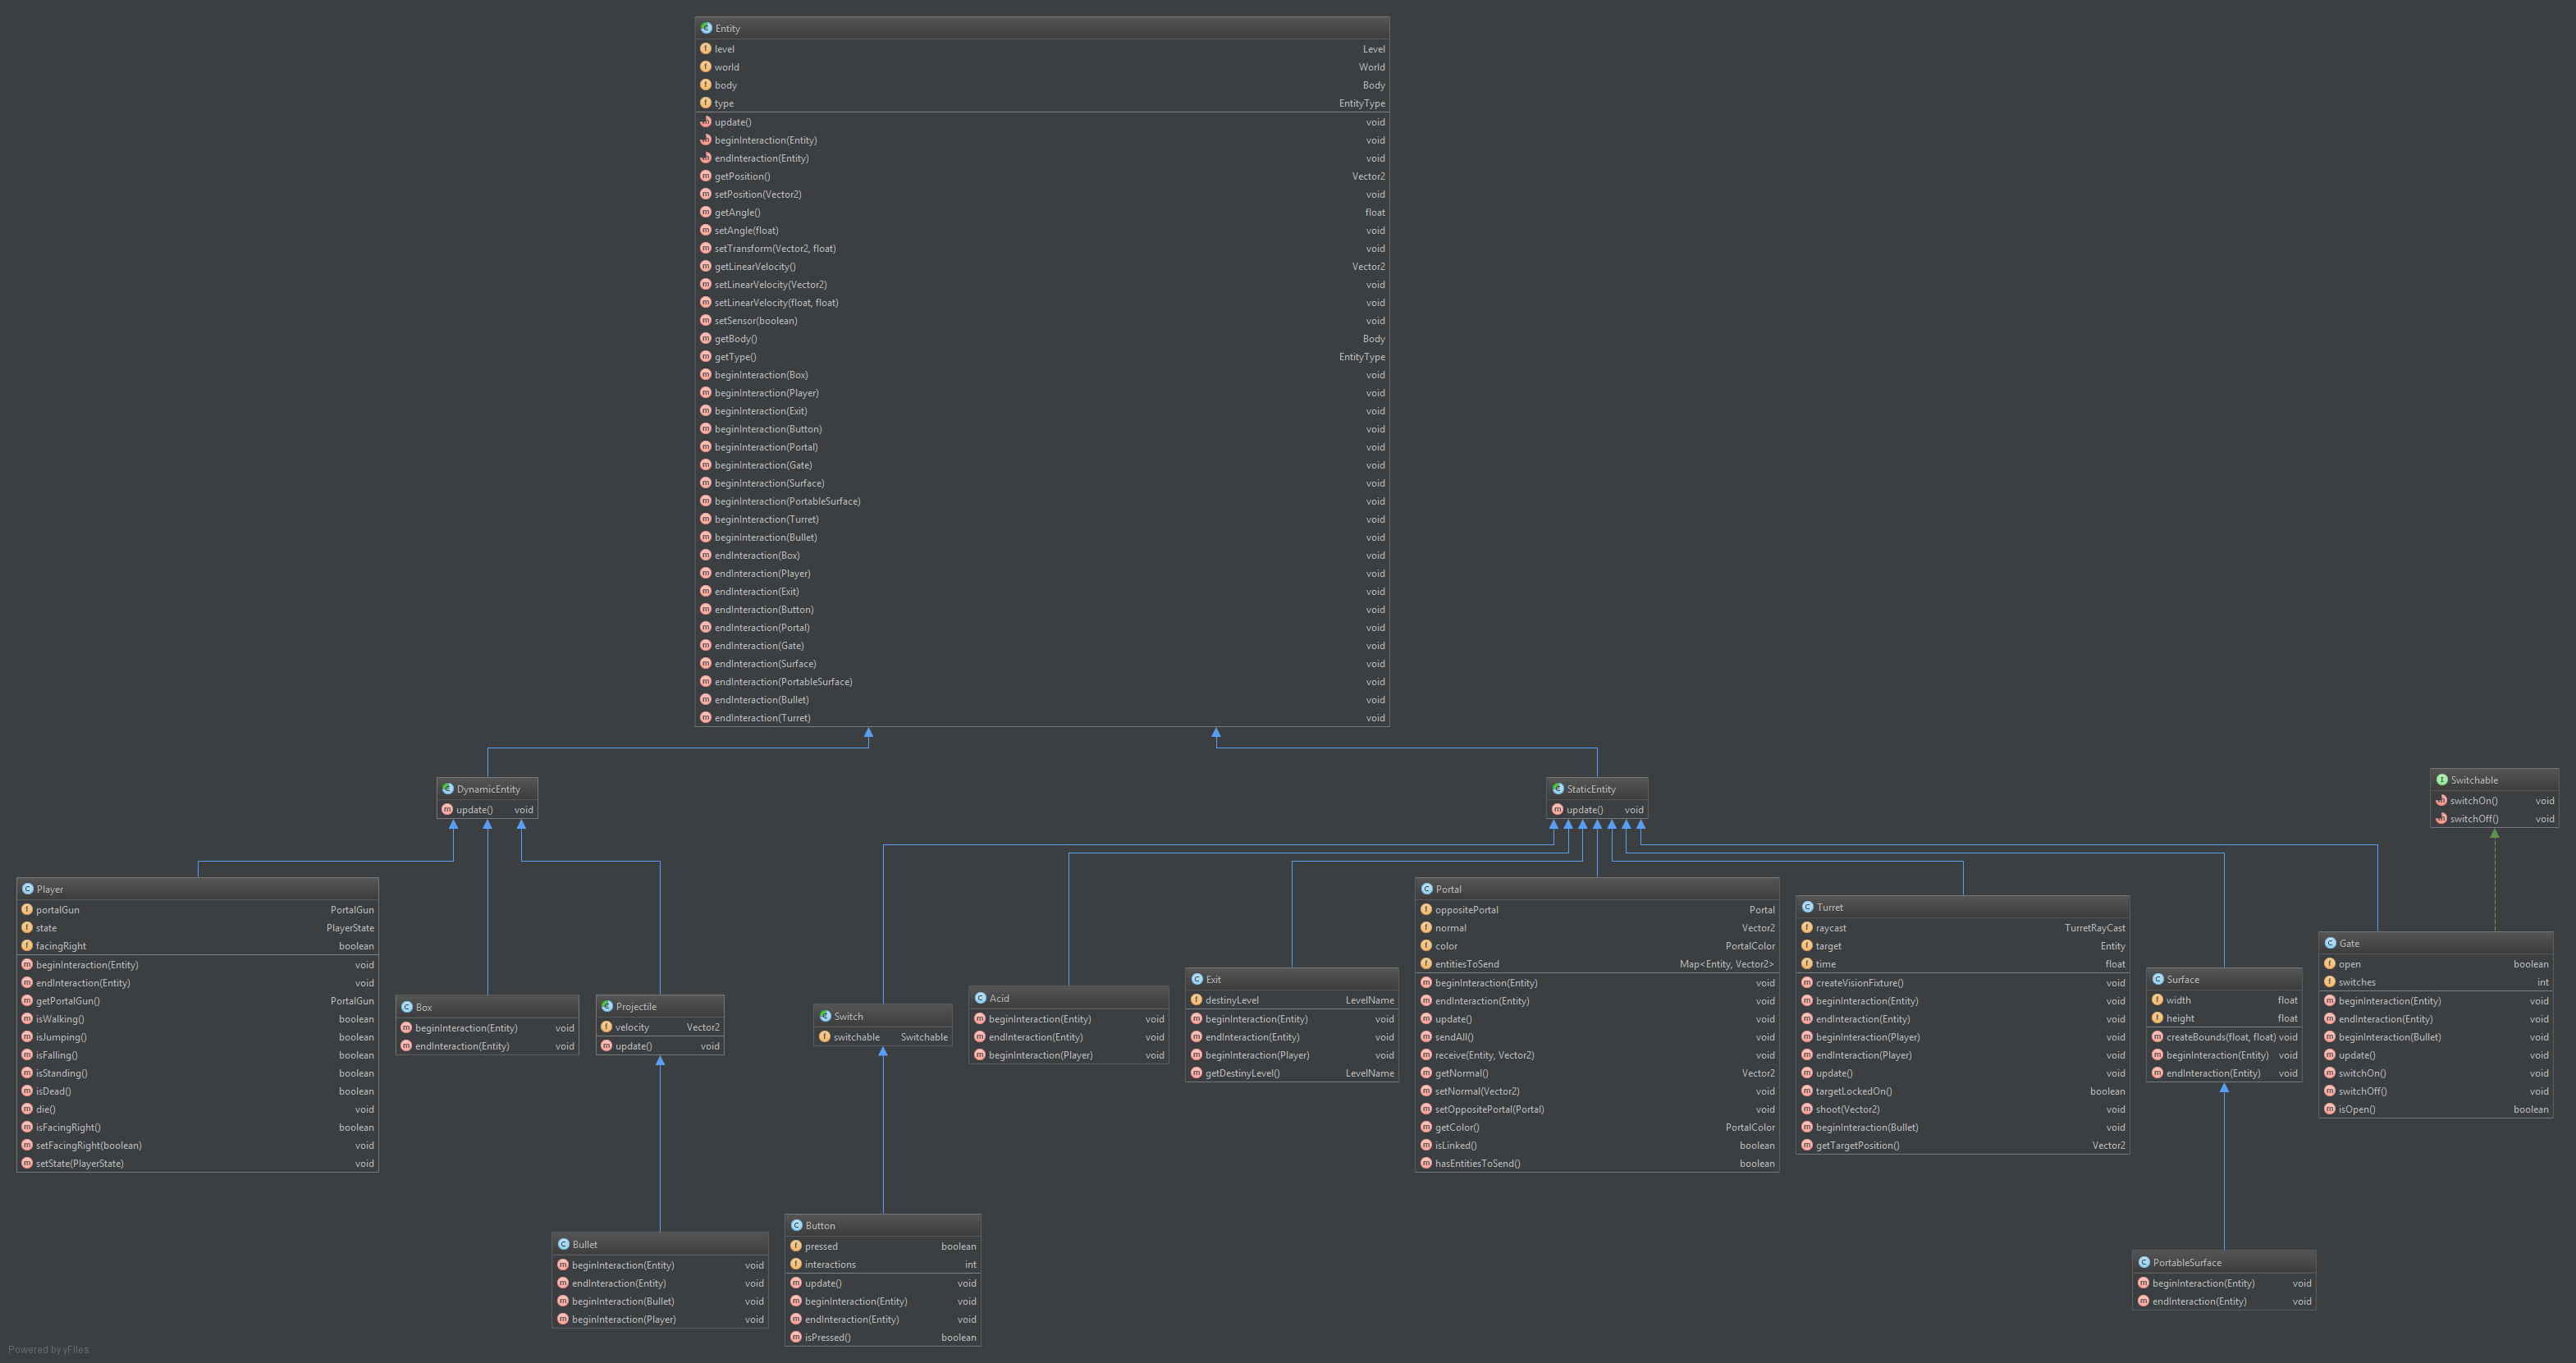 Entity
level Level
world World
body Body
type EntityType
update() void
beginInteraction(Entity) void
endInteraction(Entity) void
getPosition() Vector2
setPosition(Vector2) void
getAngle() float
setAngle(float) void
setTransform(Vector2, float) void
getLinearVelocity() Vector2
setLinearVelocity(Vector2) void
setLinearVelocity(float, float) void
setSensor(boolean) void
getBody() Body
getType() EntityType
beginInteraction(Box) void
beginInteraction(Player) void
beginInteraction(Exit) void
beginInteraction(Button) void
beginInteraction(Portal) void
beginInteraction(Gate) void
beginInteraction(Surface) void
beginInteraction(PortableSurface) void
beginInteraction(Turret) void
beginInteraction(Bullet) void
endInteraction(Box) void
endInteraction(Player) void
endInteraction(Exit) void
endInteraction(Button) void
endInteraction(Portal) void
endInteraction(Gate) void
endInteraction(Surface) void
endInteraction(PortableSurface) void
endInteraction(Bullet) void
endInteraction(Turret) void
DynamicEntity
update() void
StaticEntity
update() void
Switchable
switchOn() void
switchOff() void
Player
portalGun PortalGun
state PlayerState
facingRight boolean
beginInteraction(Entity) void
endInteraction(Entity) void
getPortalGun() PortalGun
isWalking() boolean
isJumping() boolean
isFalling() boolean
isStanding() boolean
isDead() boolean
die() void
isFacingRight() boolean
setFacingRight(boolean) void
setState(PlayerState) void
Box
beginInteraction(Entity) void
endInteraction(Entity) void
Projectile
velocity Vector2
update() void
Switch
switchable Switchable
Acid
beginInteraction(Entity) void
endInteraction(Entity) void
beginInteraction(Player) void
Exit
destinyLevel LevelName
beginInteraction(Entity) void
endInteraction(Entity) void
beginInteraction(Player) void
getDestinyLevel() LevelName
Portal
oppositePortal Portal
normal Vector2
color PortalColor
entitiesToSend Map<Entity, Vector2>
beginInteraction(Entity) void
endInteraction(Entity) void
update() void
sendAll() void
receive(Entity, Vector2) void
getNormal() Vector2
setNormal(Vector2) void
setOppositePortal(Portal) void
getColor() PortalColor
isLinked() boolean
hasEntitiesToSend() boolean
Turret
raycast TurretRayCast
target Entity
time float
createVisionFixture() void
beginInteraction(Entity) void
endInteraction(Entity) void
beginInteraction(Player) void
endInteraction(Player) void
update() void
targetLockedOn() boolean
shoot(Vector2) void
beginInteraction(Bullet) void
getTargetPosition() Vector2
Surface
width float
height float
createBounds(float, float) void
beginInteraction(Entity) void
endInteraction(Entity) void
Gate
open boolean
switches int
beginInteraction(Entity) void
endInteraction(Entity) void
beginInteraction(Bullet) void
update() void
switchOn() void
switchOff() void
isOpen() boolean
Bullet
beginInteraction(Entity) void
endInteraction(Entity) void
beginInteraction(Bullet) void
beginInteraction(Player) void
Button
pressed boolean
interactions int
update() void
beginInteraction(Entity) void
endInteraction(Entity) void
isPressed() boolean
PortableSurface
beginInteraction(Entity) void
endInteraction(Entity) void
Powered by yFiles